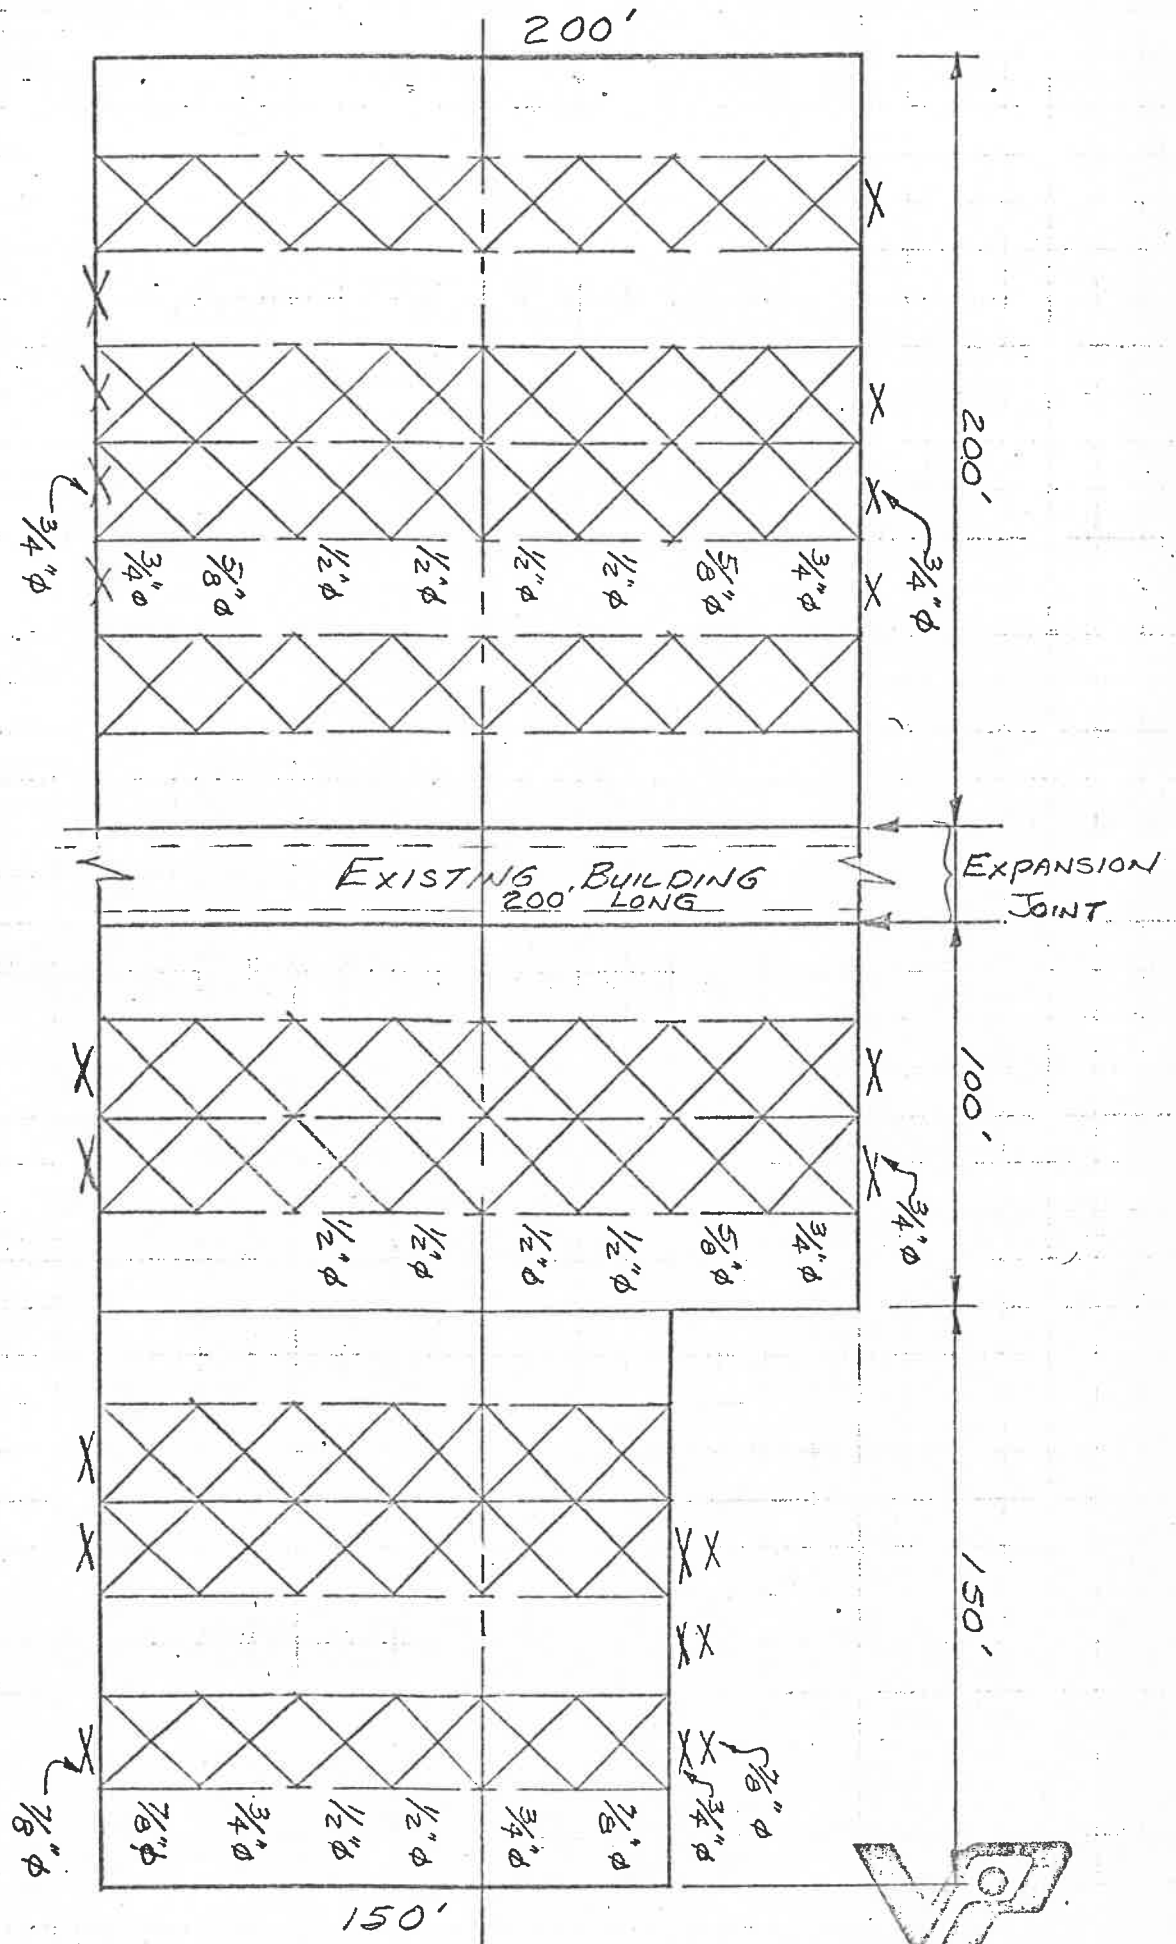 200'
200'
3/4"ø
3/4"ø
3/4"ø
5/8"ø
1/2"ø
1/2"ø
1/2"ø
1/2"ø
5/8"ø
3/4"ø
EXISTING BUILDING
200' LONG
EXPANSION
JOINT
100'
3/4"ø
1/2"ø
1/2"ø
1/2"ø
1/2"ø
5/8"ø
3/4"ø
150'
7/8"ø
3/4"ø
7/8"ø
7/8"ø
3/4"ø
1/2"ø
1/2"ø
3/4"ø
7/8"ø
150'